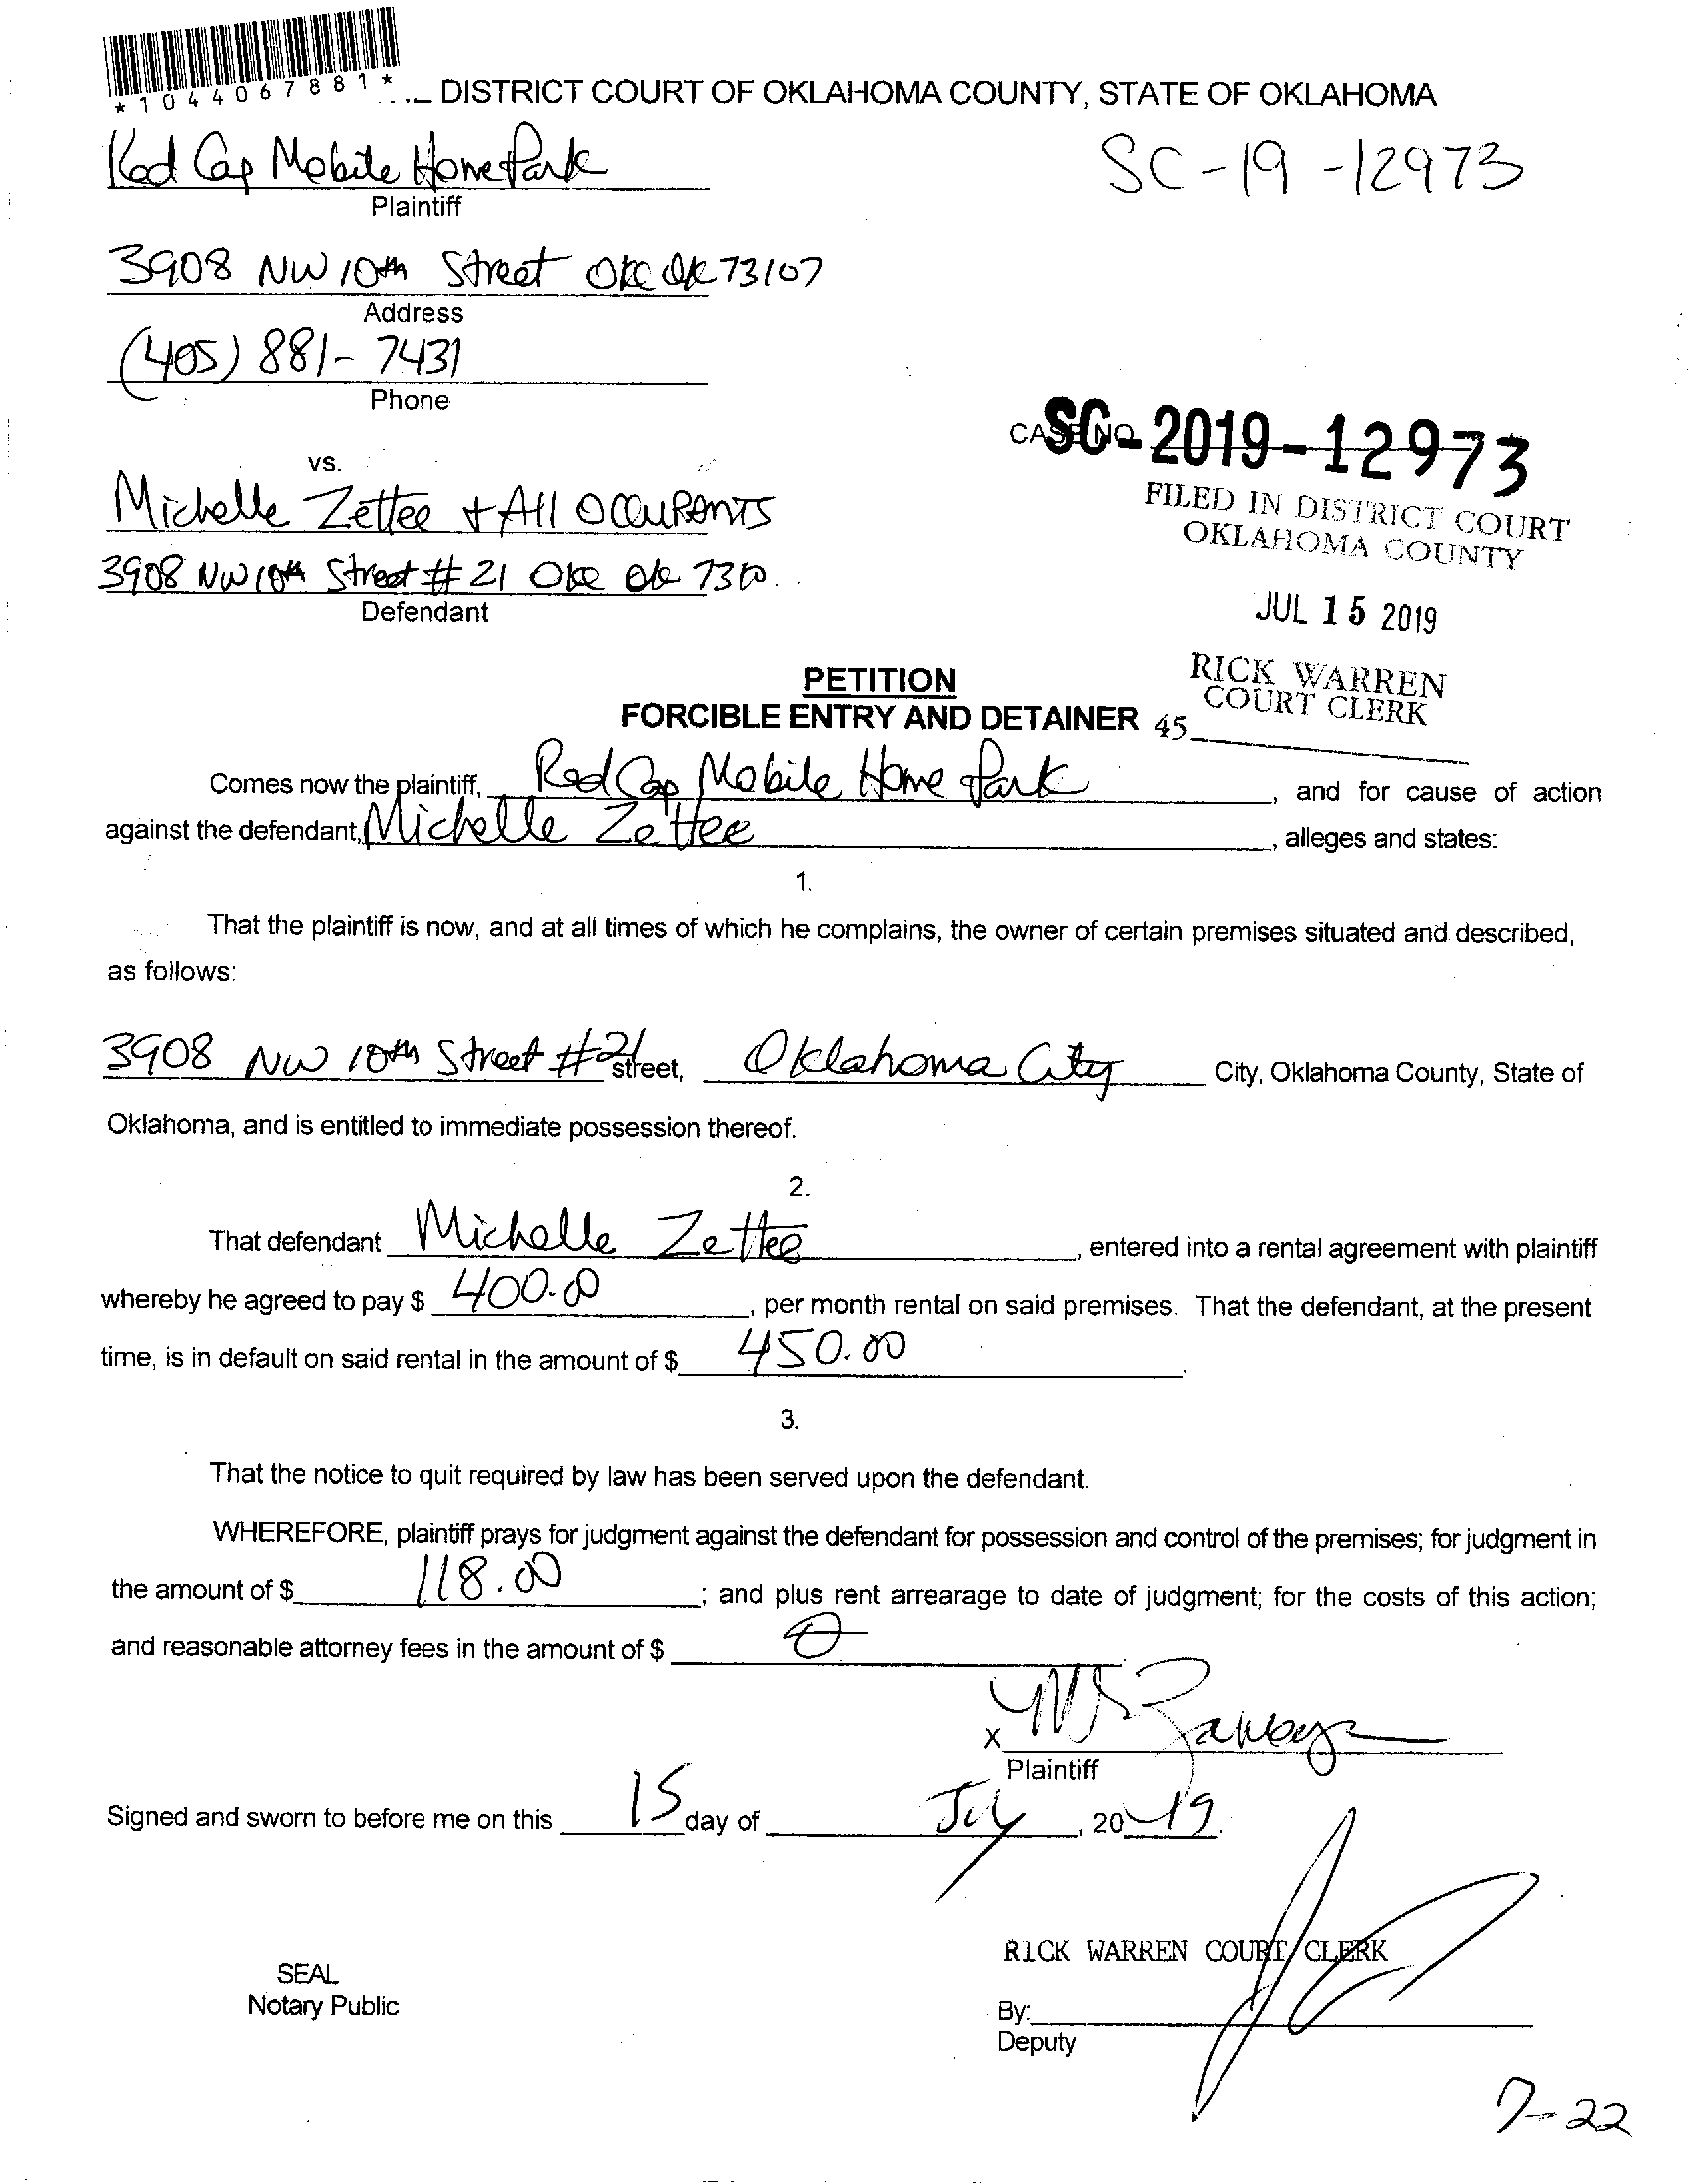 *1044067881*
DISTRICT COURT OF OKLAHOMA COUNTY, STATE OF OKLAHOMA
Red Cap Mobile Home Park
Plaintiff
SC-19-12973
3908 NW 10th Street OKC OK 73107
Address
(405) 881-7431
Phone
CASE NO. SC-2019-12973
FILED IN DISTRICT COURT
OKLAHOMA COUNTY
vs.
Michelle Zettee + All OCCUPANTS
3908 NW 10th Street # 21 OKC OK
Defendant
JUL 15 2019
RICK WARREN
COURT CLERK
PETITION
FORCIBLE ENTRY AND DETAINER
45
Comes now the plaintiff, Red Cap Mobile Home Park, and for cause of action
against the defendant, Michelle Zettee, alleges and states:
1.
That the plaintiff is now, and at all times of which he complains, the owner of certain premises situated and described,
as follows:
3908 NW 10th Street #21 street, Oklahoma City City, Oklahoma County, State of
Oklahoma, and is entitled to immediate possession thereof.
2.
That defendant Michelle Zettee, entered into a rental agreement with plaintiff
whereby he agreed to pay $ 400.00, per month rental on said premises. That the defendant, at the present
time, is in default on said rental in the amount of $ 450.00.
3.
That the notice to quit required by law has been served upon the defendant.
WHEREFORE, plaintiff prays for judgment against the defendant for possession and control of the premises; for judgment in
the amount of $ 118.00; and plus rent arrearage to date of judgment; for the costs of this action;
and reasonable attorney fees in the amount of $ 0
X
Plaintiff
Signed and sworn to before me on this 15 day of July, 2019.
RICK WARREN COURT CLERK
SEAL
Notary Public
By:
Deputy
7-22